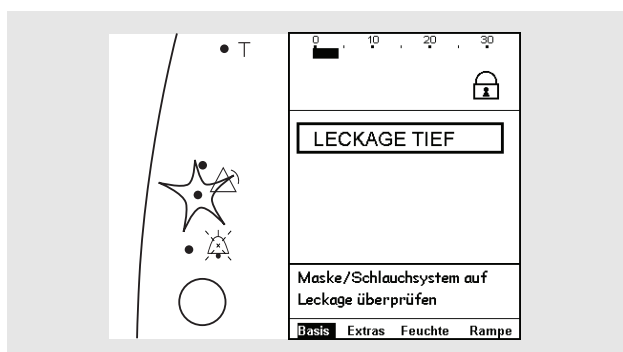 T
0 10 20 30
LECKAGE TIEF
Maske/Schlauchsystem auf
Leckage überprüfen
Basis Extras Feuchte Rampe